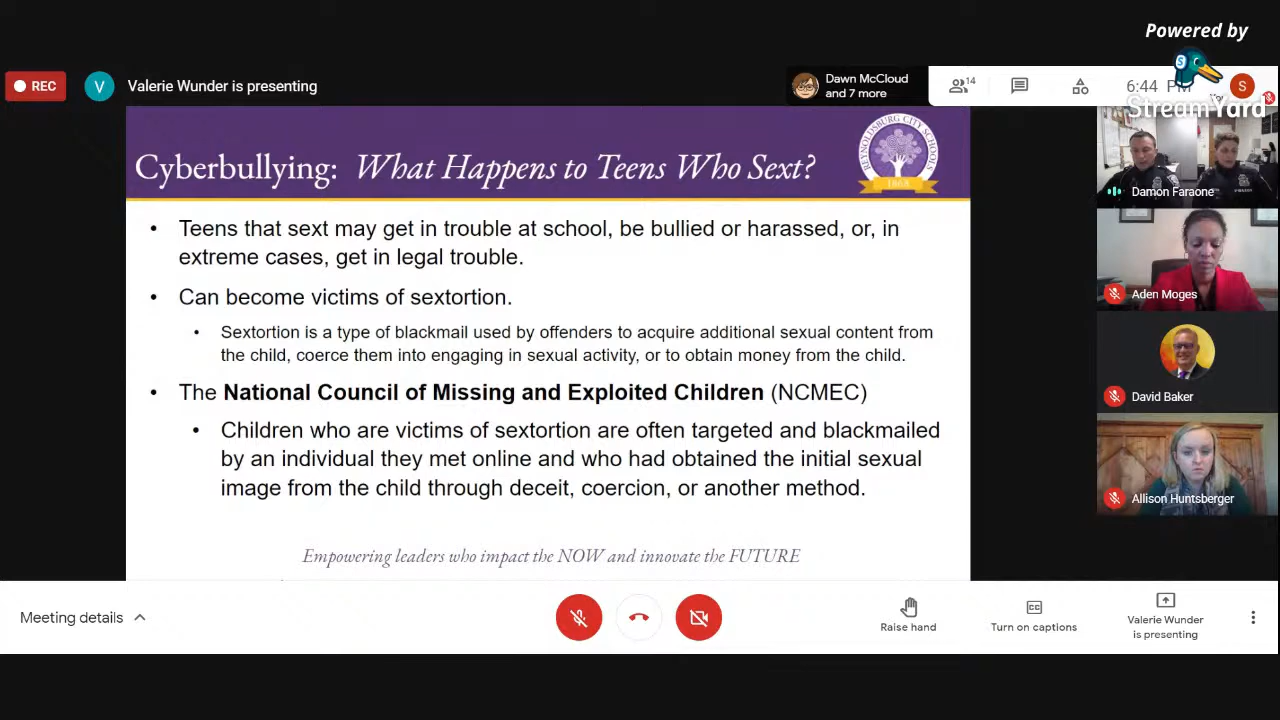 Powered by
StreamYard
REC
V
Valerie Wunder is presenting
Dawn McCloud
and 7 more
14
6:44 PM
S
Cyberbullying: What Happens to Teens Who Sext?
REYNOLDSBURG CITY SCHOOLS
1868
• Teens that sext may get in trouble at school, be bullied or harassed, or, in
extreme cases, get in legal trouble.
• Can become victims of sextortion.
• Sextortion is a type of blackmail used by offenders to acquire additional sexual content from
the child, coerce them into engaging in sexual activity, or to obtain money from the child.
• The National Council of Missing and Exploited Children (NCMEC)
• Children who are victims of sextortion are often targeted and blackmailed
by an individual they met online and who had obtained the initial sexual
image from the child through deceit, coercion, or another method.
Empowering leaders who impact the NOW and innovate the FUTURE
Damon Faraone
Aden Moges
David Baker
Allison Huntsberger
Meeting details
Raise hand
Turn on captions
Valerie Wunder
is presenting